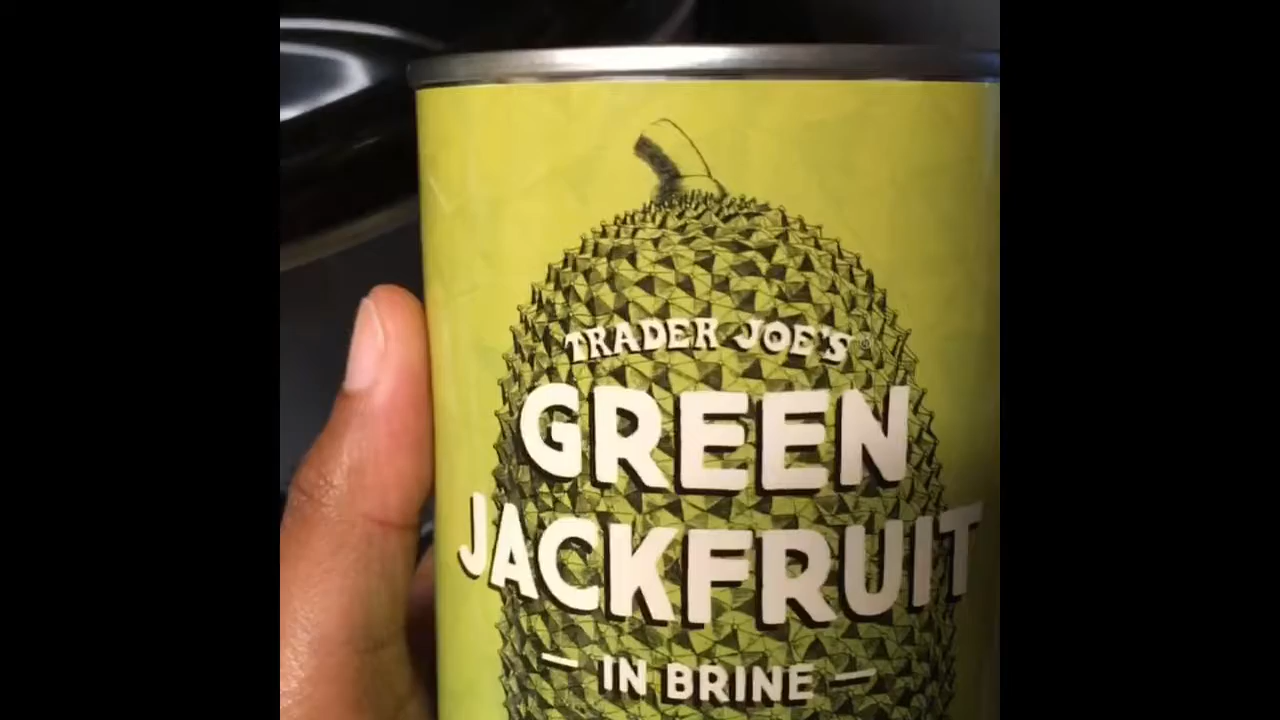 TRADER JOE'S®
GREEN
JACKFRUIT
— IN BRINE —